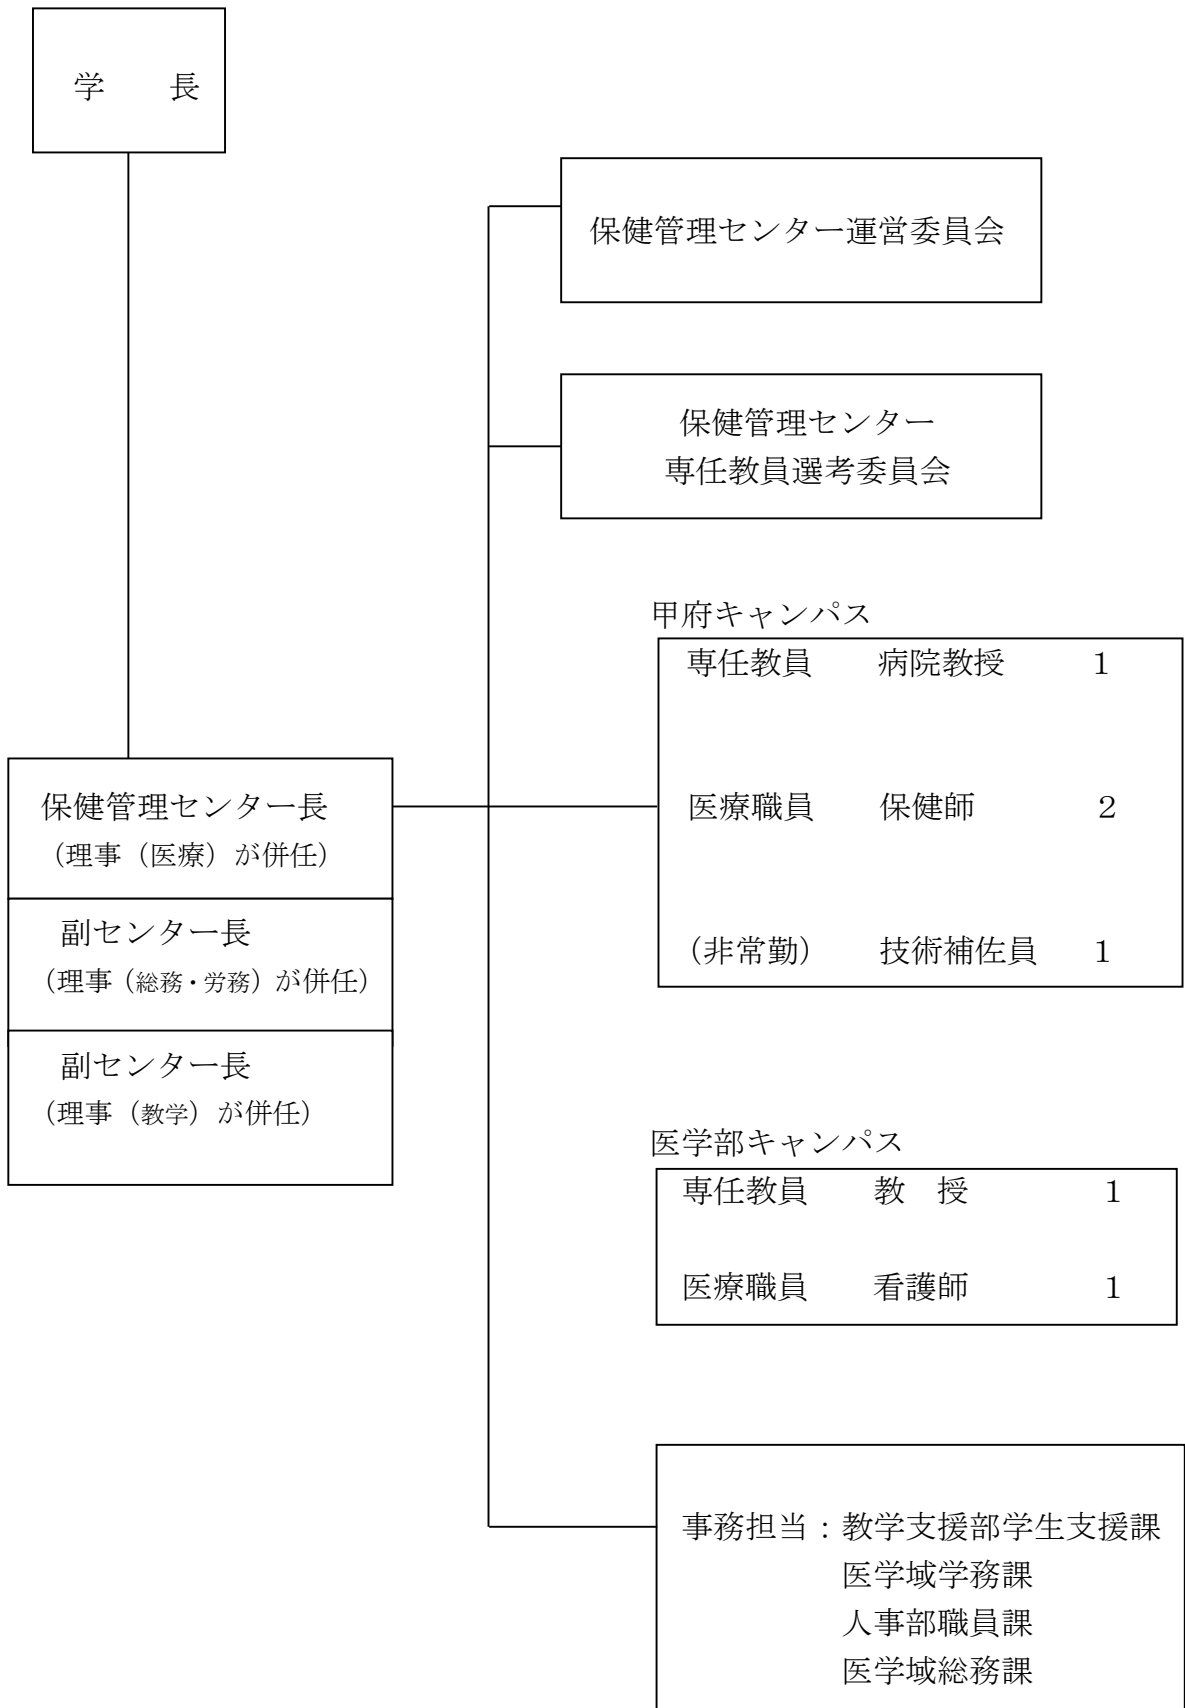 学　　長
保健管理センター運営委員会
保健管理センター
専任教員選考委員会
甲府キャンパス
専任教員　病院教授　1
医療職員　保健師　2
（非常勤）　技術補佐員　1
保健管理センター長
（理事（医療）が併任）
副センター長
（理事（総務・労務）が併任）
副センター長
（理事（教学）が併任）
医学部キャンパス
専任教員　教　授　1
医療職員　看護師　1
事務担当：教学支援部学生支援課
医学域学務課
人事部職員課
医学域総務課